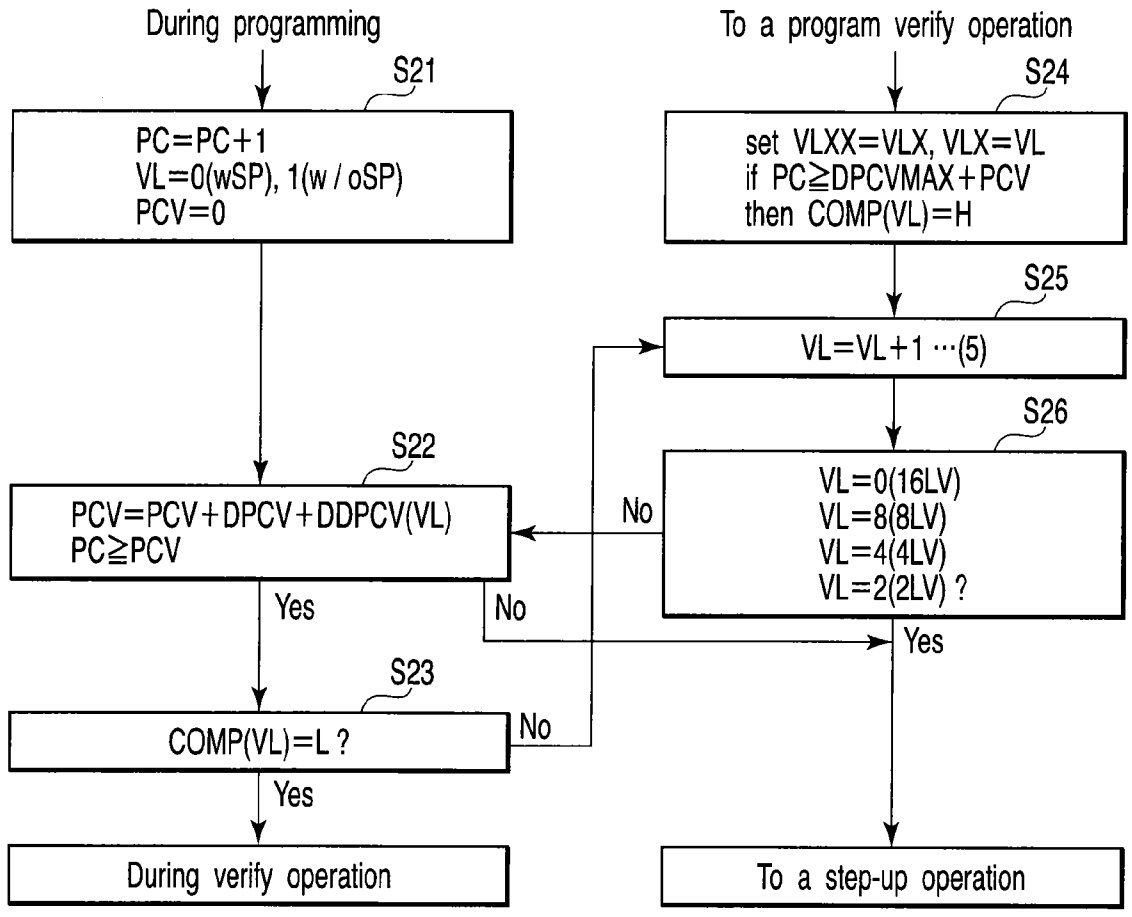 During programming
S21
PC=PC+1
VL=0(wSP), 1(w / oSP)
PCV=0
S22
PCV=PCV+DPCV+DDPCV(VL)
PC≧PCV
Yes
No
S23
COMP(VL)=L ?
No
Yes
During verify operation
To a program verify operation
S24
set VLXX=VLX, VLX=VL
if PC≧DPCVMAX+PCV
then COMP(VL)=H
S25
VL=VL+1 ···(5)
S26
VL=0(16LV)
VL=8(8LV)
VL=4(4LV)
VL=2(2LV) ?
No
Yes
To a step-up operation